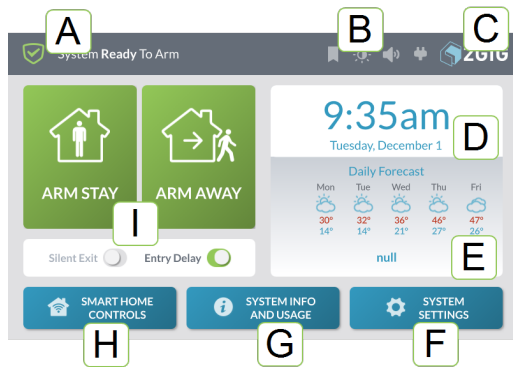 A
B
C
System Ready To Arm
2GIG
9:35am
Tuesday, December 1
D
ARM STAY
ARM AWAY
Daily Forecast
Mon Tue Wed Thu Fri
30° 32° 36° 46° 47°
14° 14° 21° 27° 26°
I
null
E
Silent Exit
Entry Delay
SMART HOME
CONTROLS
SYSTEM INFO
AND USAGE
SYSTEM
SETTINGS
H
G
F